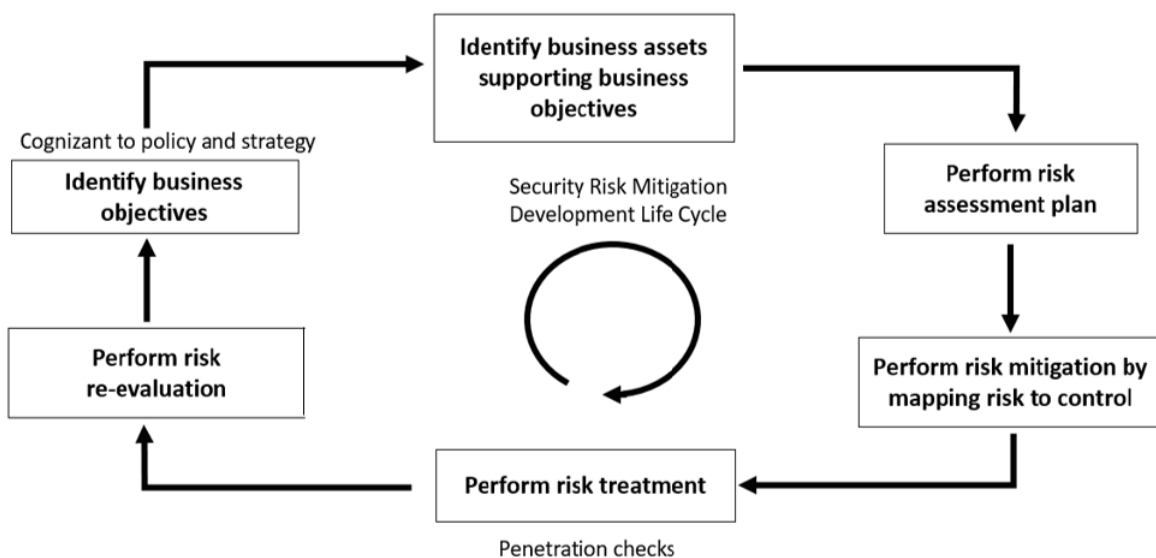 Identify business assets
supporting business
objectives
Cognizant to policy and strategy
Identify business
objectives
Security Risk Mitigation
Development Life Cycle
Perform risk
assessment plan
Perform risk
re-evaluation
Perform risk mitigation by
mapping risk to control
Perform risk treatment
Penetration checks